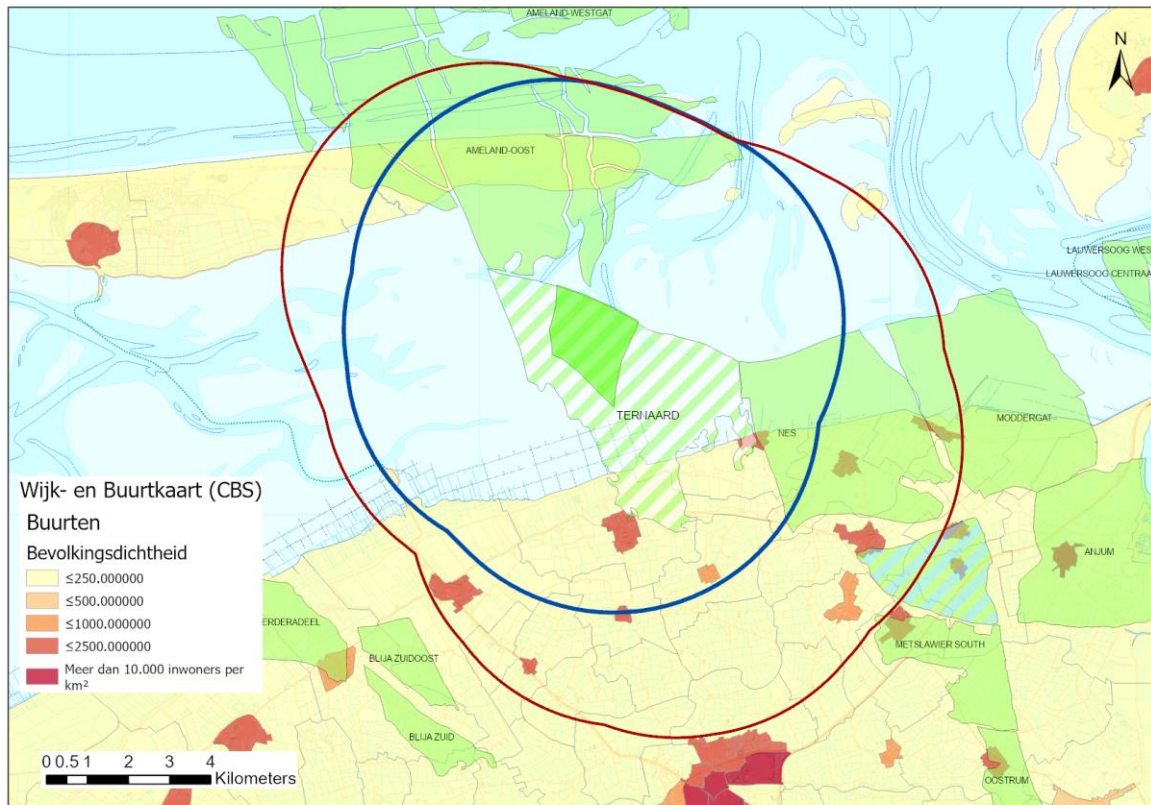 AMELAND-WESTGAT
N
AMELAND-OOST
LAUWERSOOG WES
LAUWERSOOG CENTRAA
TERNAARD
NES
MODDERGAT
ANJUM
METSLAWIER SOUTH
OOSTRUM
ERDERADEEL
BLIJA ZUIDOOST
BLIJA ZUID
Wijk- en Buurtkaart (CBS)
Buurten
Bevolkingsdichtheid
≤250.000000
≤500.000000
≤1000.000000
≤2500.000000
Meer dan 10.000 inwoners per
km²
0 0.5 1 2 3 4
Kilometers